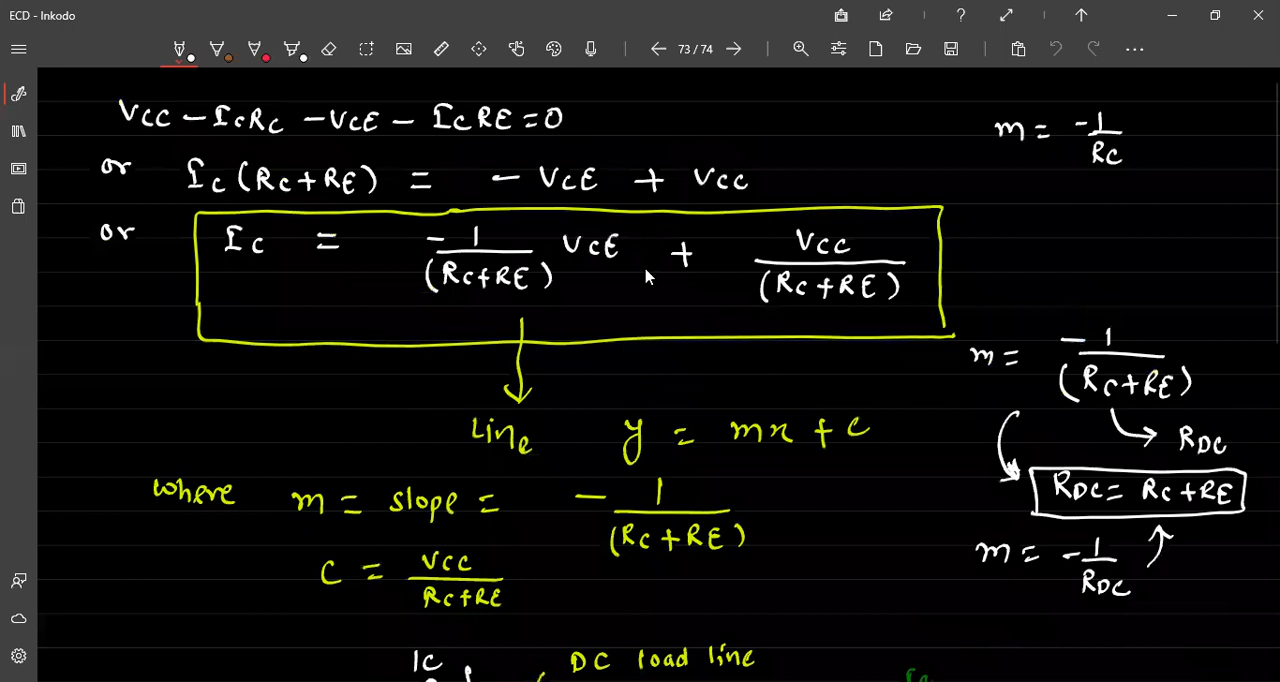 ECD - Inkodo
73 / 74
VCC - IcRc - VCE - IcRE = 0
or Ic (Rc+RE) = - VCE + VCC
or Ic = -1/(Rc+RE) VCE + VCC/(Rc+RE)
Line y = mx + c
where m = slope = - 1/(Rc+RE)
C = VCC/Rc+RE
Ic
DC load line
m = -1/Rc
m = -1/(Rc+RE)
RDC
RDC = Rc+RE
m = -1/RDC